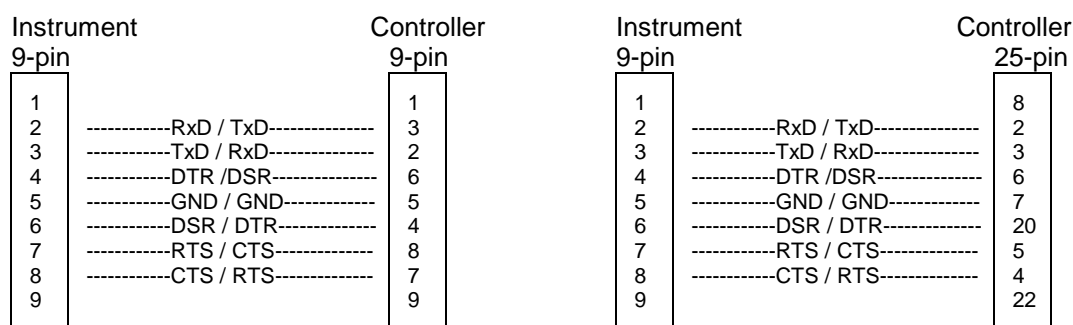 Instrument Controller
9-pin 9-pin
1 1
2 -------------RxD / TxD--------------- 3
3 -------------TxD / RxD--------------- 2
4 -------------DTR /DSR--------------- 6
5 -------------GND / GND------------- 5
6 -------------DSR / DTR-------------- 4
7 -------------RTS / CTS-------------- 8
8 -------------CTS / RTS-------------- 7
9 9
Instrument Controller
9-pin 25-pin
1 8
2 -------------RxD / TxD--------------- 2
3 -------------TxD / RxD--------------- 3
4 -------------DTR /DSR--------------- 6
5 -------------GND / GND------------- 7
6 -------------DSR / DTR-------------- 20
7 -------------RTS / CTS-------------- 5
8 -------------CTS / RTS-------------- 4
9 22